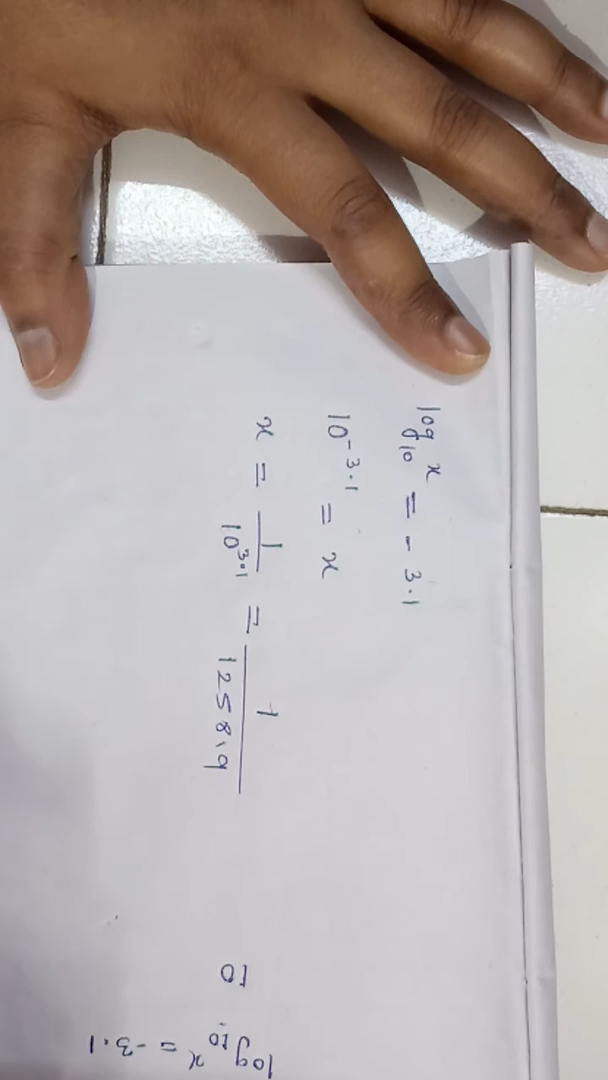 log₁₀ x = - 3.1
10^-3.1 = x
x = 1/10^3.1 = 1/1258.9
10
log₁₀ x = -3.1